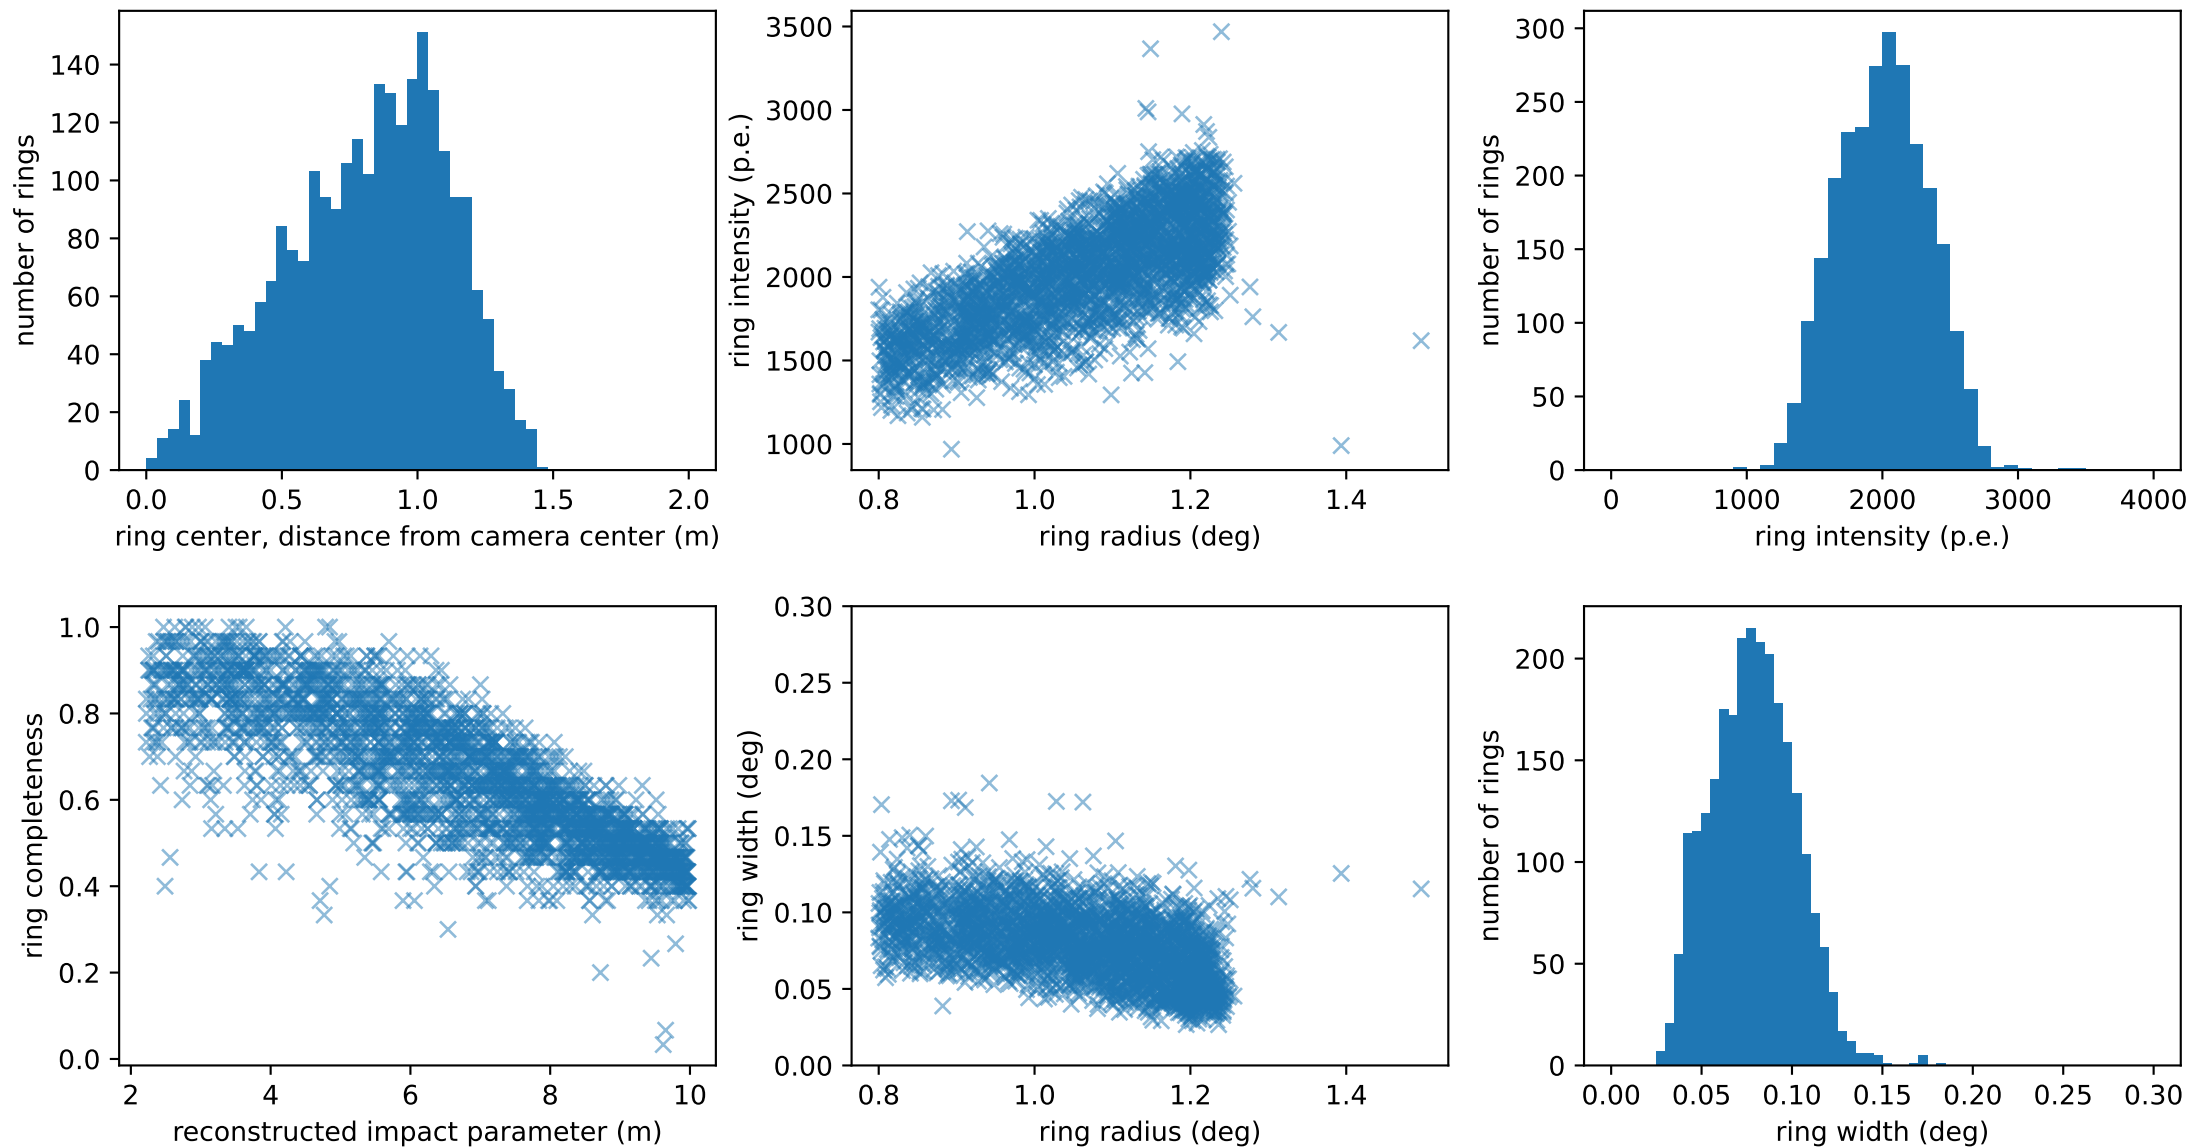 140
120
100
80
60
40
20
0
number of rings
0.0 0.5 1.0 1.5 2.0
ring center, distance from camera center (m)
3500
3000
2500
2000
1500
1000
ring intensity (p.e.)
0.8 1.0 1.2 1.4
ring radius (deg)
300
250
200
150
100
50
0
number of rings
0 1000 2000 3000 4000
ring intensity (p.e.)
1.0
0.8
0.6
0.4
0.2
0.0
ring completeness
2 4 6 8 10
reconstructed impact parameter (m)
0.30
0.25
0.20
0.15
0.10
0.05
0.00
ring width (deg)
0.8 1.0 1.2 1.4
ring radius (deg)
200
150
100
50
0
number of rings
0.00 0.05 0.10 0.15 0.20 0.25 0.30
ring width (deg)